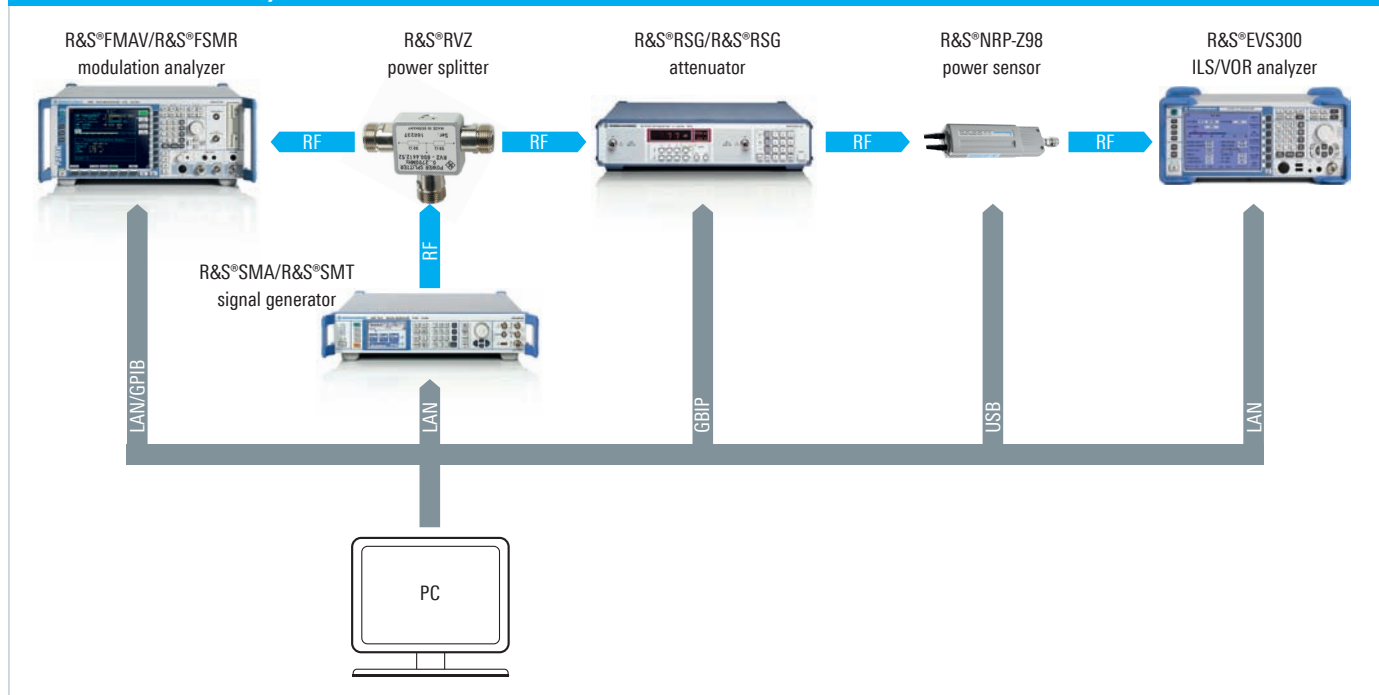 R&S®FMAV/R&S®FSMR
modulation analyzer
R&S®RVZ
power splitter
R&S®RSG/R&S®RSG
attenuator
R&S®NRP-Z98
power sensor
R&S®EVS300
ILS/VOR analyzer
RF
RF
RF
RF
RF
R&S®SMA/R&S®SMT
signal generator
LAN/GPIB
LAN
GBIP
USB
LAN
PC